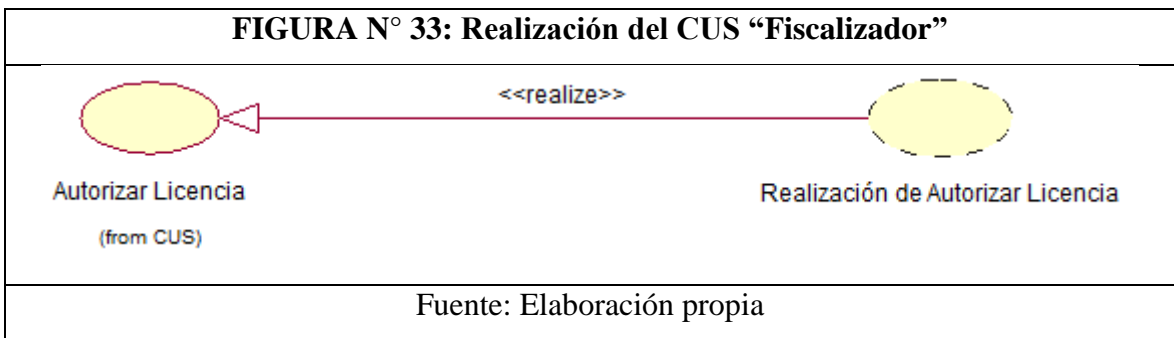 FIGURA N° 33: Realización del CUS “Fiscalizador”
<<realize>>
Autorizar Licencia
(from CUS)
Realización de Autorizar Licencia
Fuente: Elaboración propia